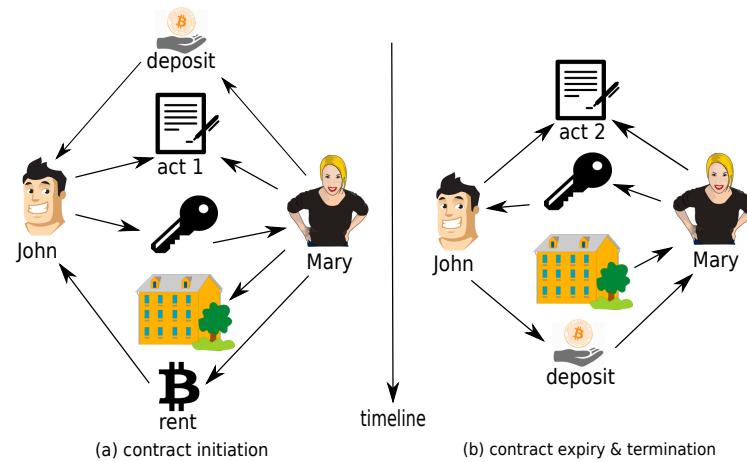 deposit
act 1
John
Mary
rent
(a) contract initiation
timeline
act 2
John
Mary
deposit
(b) contract expiry & termination